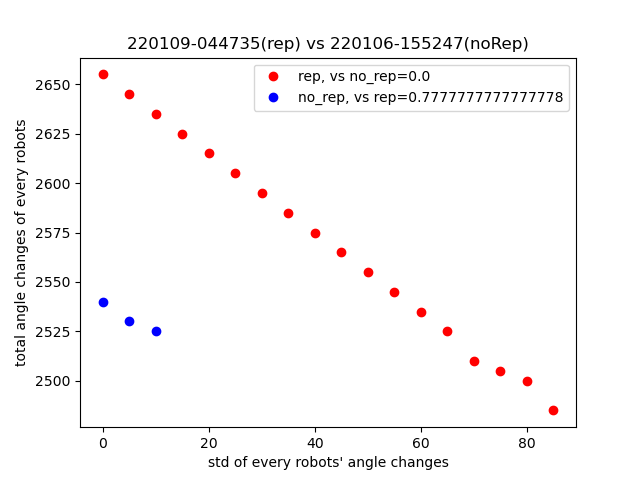 220109-044735(rep) vs 220106-155247(noRep)
rep, vs no_rep=0.0
no_rep, vs rep=0.7777777777777778
total angle changes of every robots
2650
2625
2600
2575
2550
2525
2500
0
20
40
60
80
std of every robots' angle changes